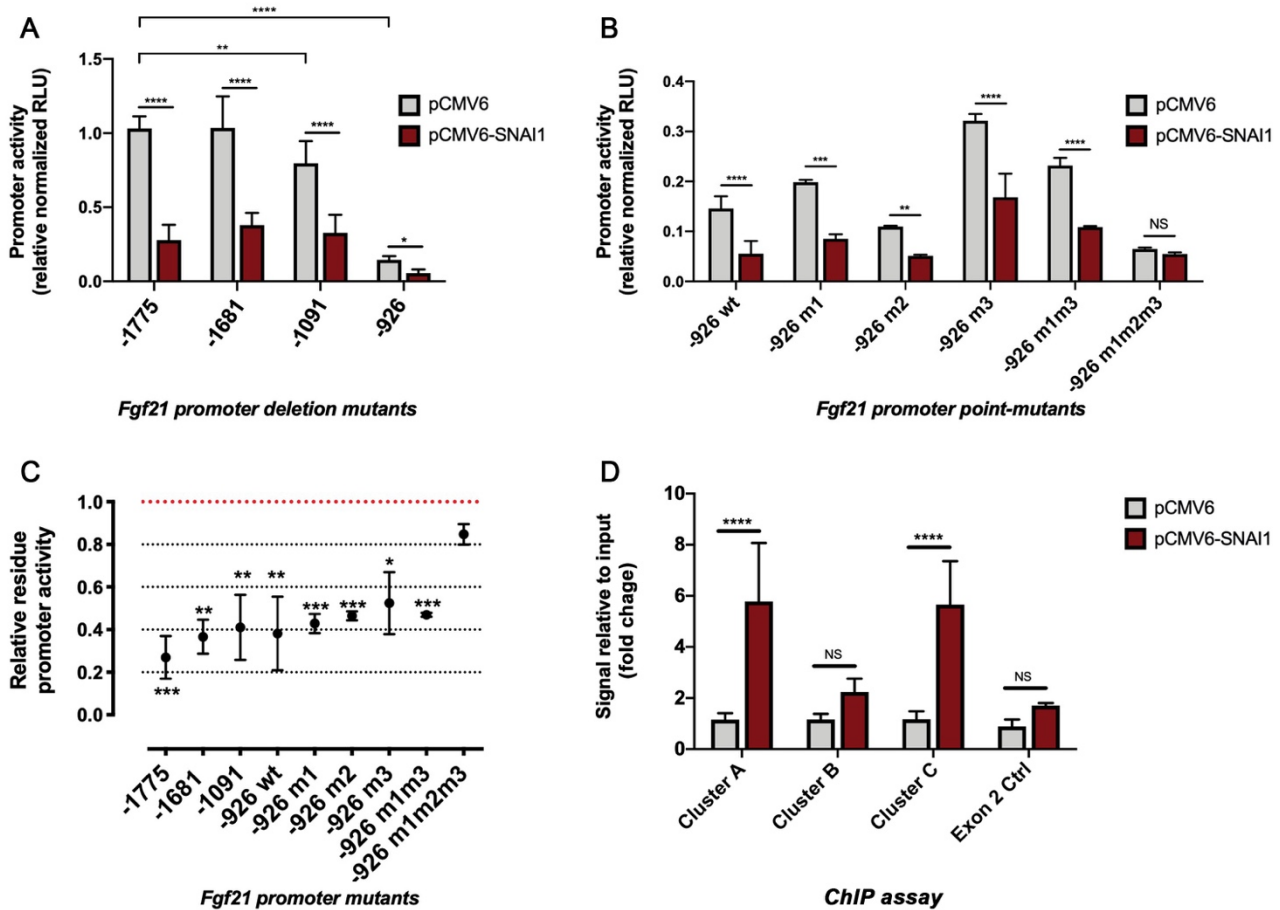 A
****
**
1.5
1.0
0.5
0.0
Promoter activity
(relative normalized RLU)
****
****
****
*
pCMV6
pCMV6-SNAI1
-1775
-1681
-1091
-926
Fgf21 promoter deletion mutants
B
0.4
0.3
0.2
0.1
0.0
Promoter activity
(relative normalized RLU)
****
***
**
****
****
NS
pCMV6
pCMV6-SNAI1
-926 wt
-926 m1
-926 m2
-926 m3
-926 m1m3
-926 m1m2m3
Fgf21 promoter point-mutants
C
1.0
0.8
0.6
0.4
0.2
0.0
Relative residue
promoter activity
***
**
**
**
***
***
*
***
-1775
-1681
-1091
-926 wt
-926 m1
-926 m2
-926 m3
-926 m1m3
-926 m1m2m3
Fgf21 promoter mutants
D
10
8
6
4
2
0
Signal relative to input
(fold chage)
****
NS
****
NS
pCMV6
pCMV6-SNAI1
Cluster A
Cluster B
Cluster C
Exon 2 Ctrl
ChIP assay